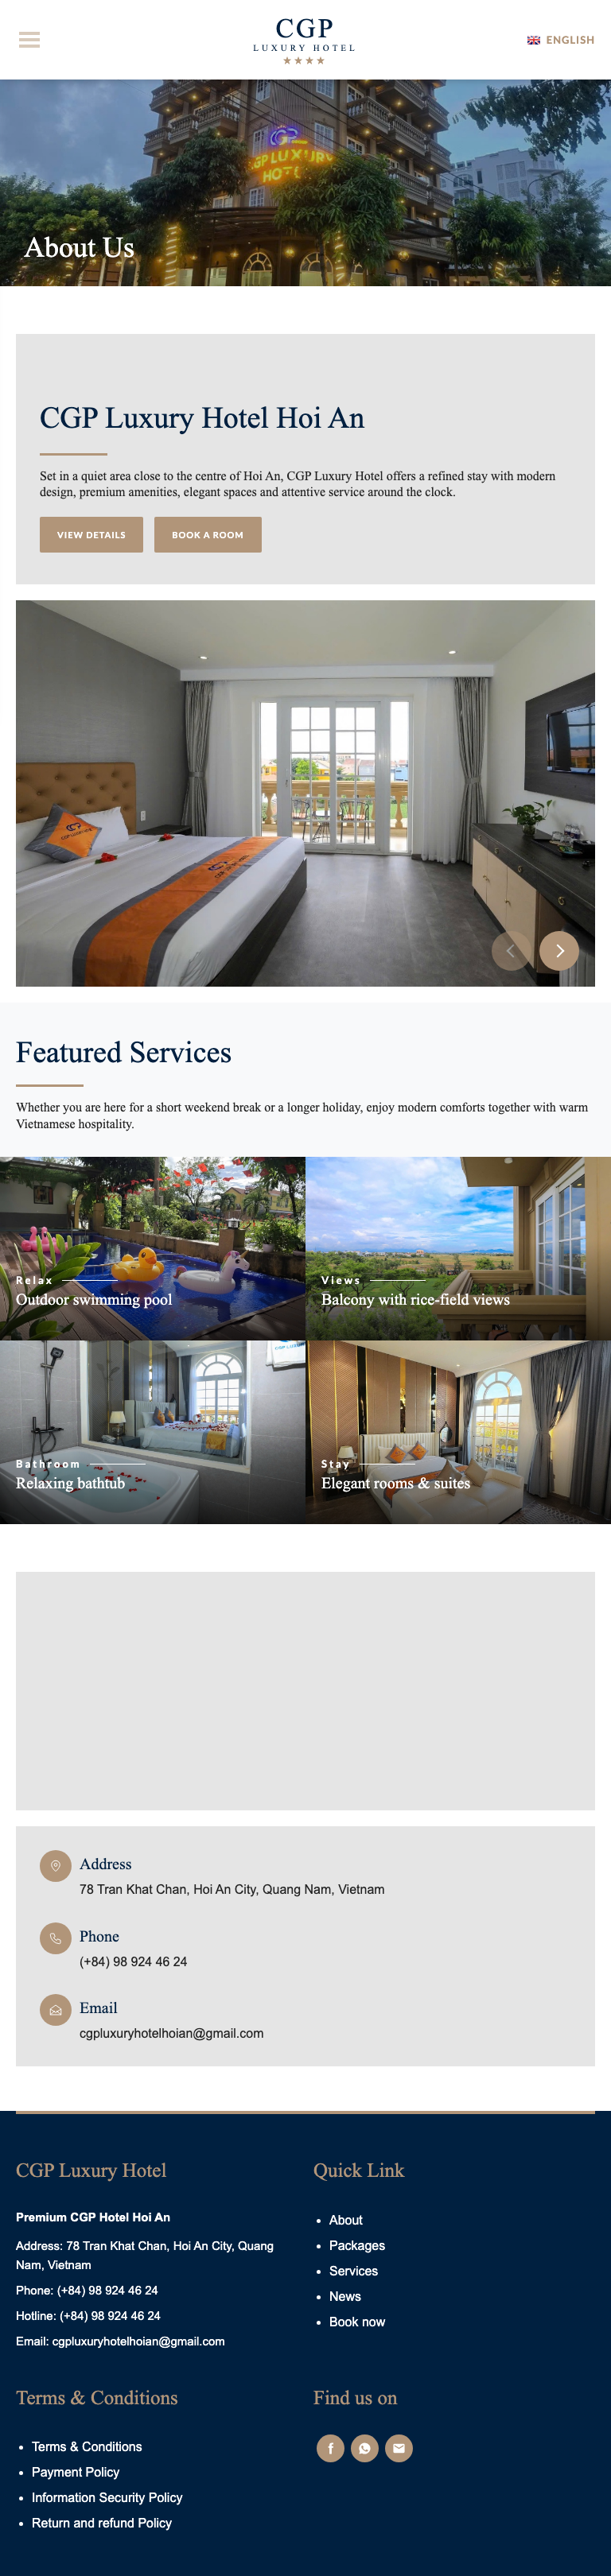 CGP
LUXURY HOTEL
ENGLISH
CGP LUXURY
HOTEL
About Us
CGP Luxury Hotel Hoi An
Set in a quiet area close to the centre of Hoi An, CGP Luxury Hotel offers a refined stay with modern
design, premium amenities, elegant spaces and attentive service around the clock.
VIEW DETAILS
BOOK A ROOM
Featured Services
Whether you are here for a short weekend break or a longer holiday, enjoy modern comforts together with warm
Vietnamese hospitality.
Relax
Outdoor swimming pool
Views
Balcony with rice-field views
Bathroom
Relaxing bathtub
Stay
Elegant rooms & suites
Address
78 Tran Khat Chan, Hoi An City, Quang Nam, Vietnam
Phone
(+84) 98 924 46 24
Email
cgpluxuryhotelhoian@gmail.com
CGP Luxury Hotel
Premium CGP Hotel Hoi An
Address: 78 Tran Khat Chan, Hoi An City, Quang
Nam, Vietnam
Phone: (+84) 98 924 46 24
Hotline: (+84) 98 924 46 24
Email: cgpluxuryhotelhoian@gmail.com
Quick Link
About
Packages
Services
News
Book now
Terms & Conditions
Terms & Conditions
Payment Policy
Information Security Policy
Return and refund Policy
Find us on